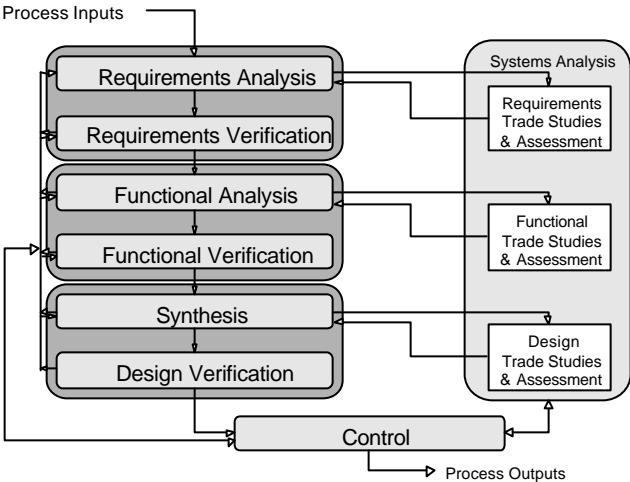 Process Inputs
Requirements Analysis
Requirements Verification
Functional Analysis
Functional Verification
Synthesis
Design Verification
Systems Analysis
Requirements
Trade Studies
& Assessment
Functional
Trade Studies
& Assessment
Design
Trade Studies
& Assessment
Control
Process Outputs